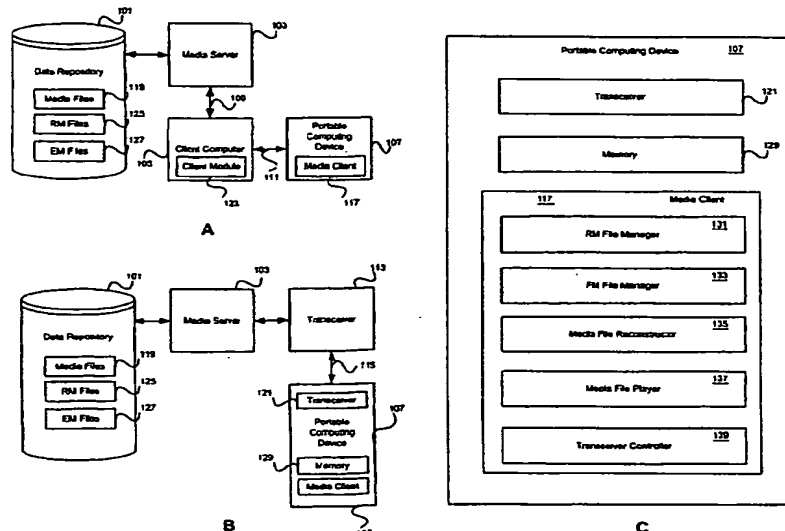 101
103
Media Server
Data Repository
119
Media Files
125
RM Files
127
EM Files
109
Client Computer
Client Module
105
123
111
Portable
Computing
Device
Media Client
107
117
A
101
103
113
Media Server
Transceiver
Data Repository
119
Media Files
125
RM Files
127
EM Files
115
121
Transceiver
107
Portable
Computing
Device
129
Memory
Media Client
B
Portable Computing Device 107
Transceiver
121
Memory
129
117 Media Client
RM File Manager 131
FM File Manager 133
Media File Reconstructor 135
Media File Player 137
Transceiver Controller 139
C